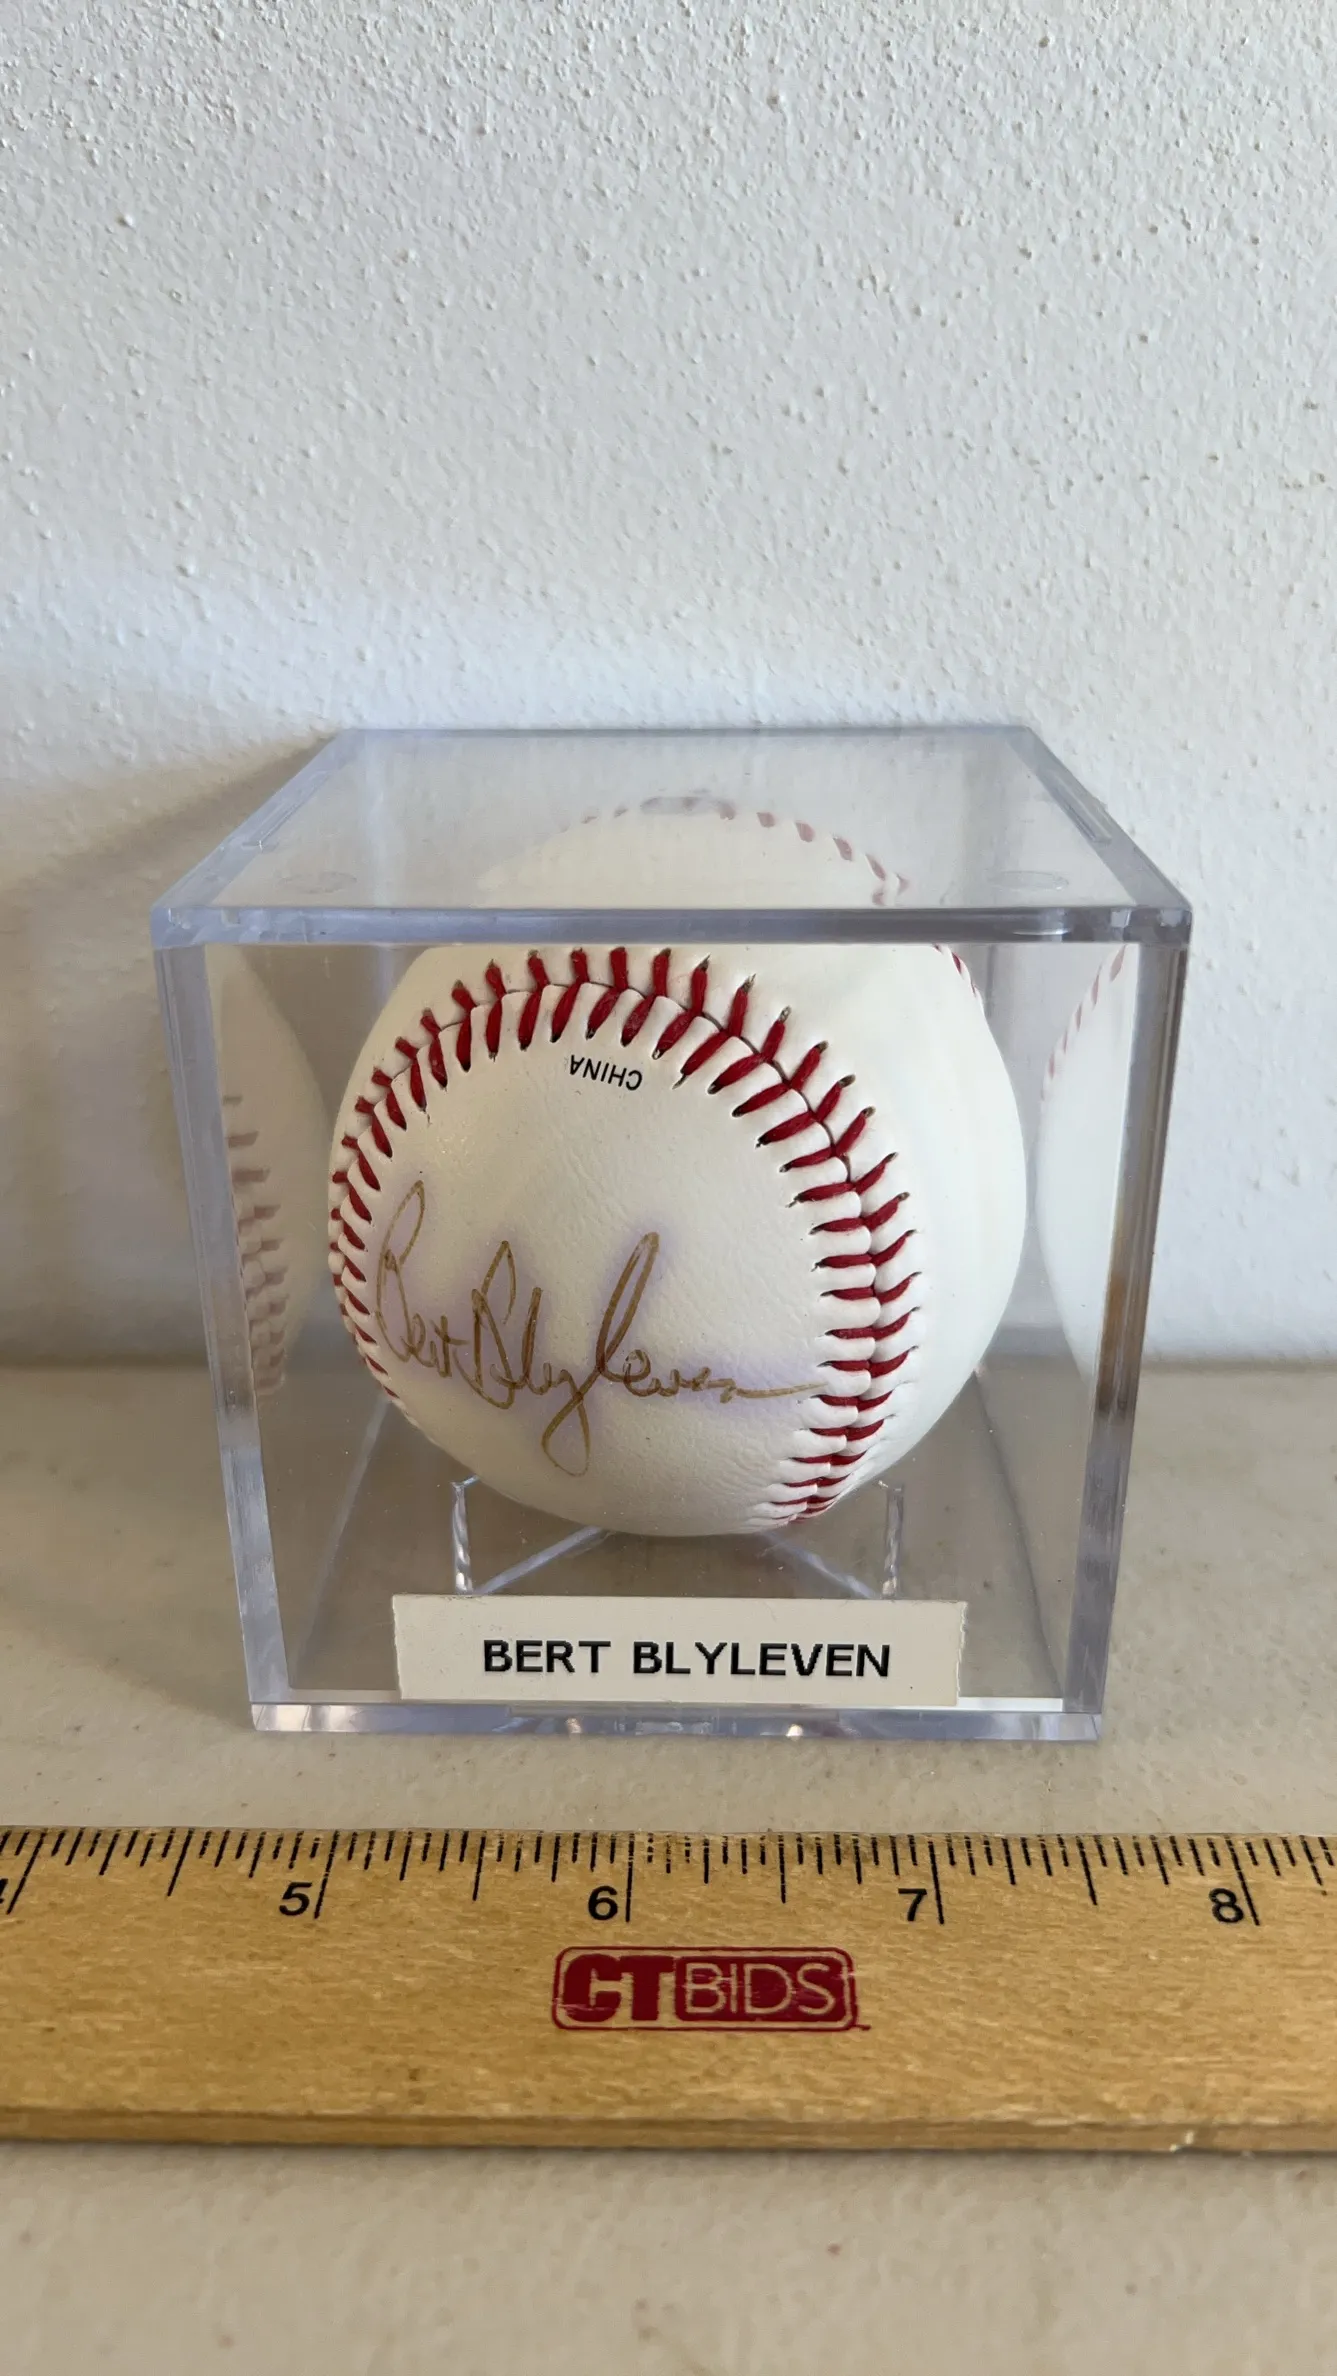 CHINA
Bert Blyleven
BERT BLYLEVEN
5 6 7 8
CTBIDS